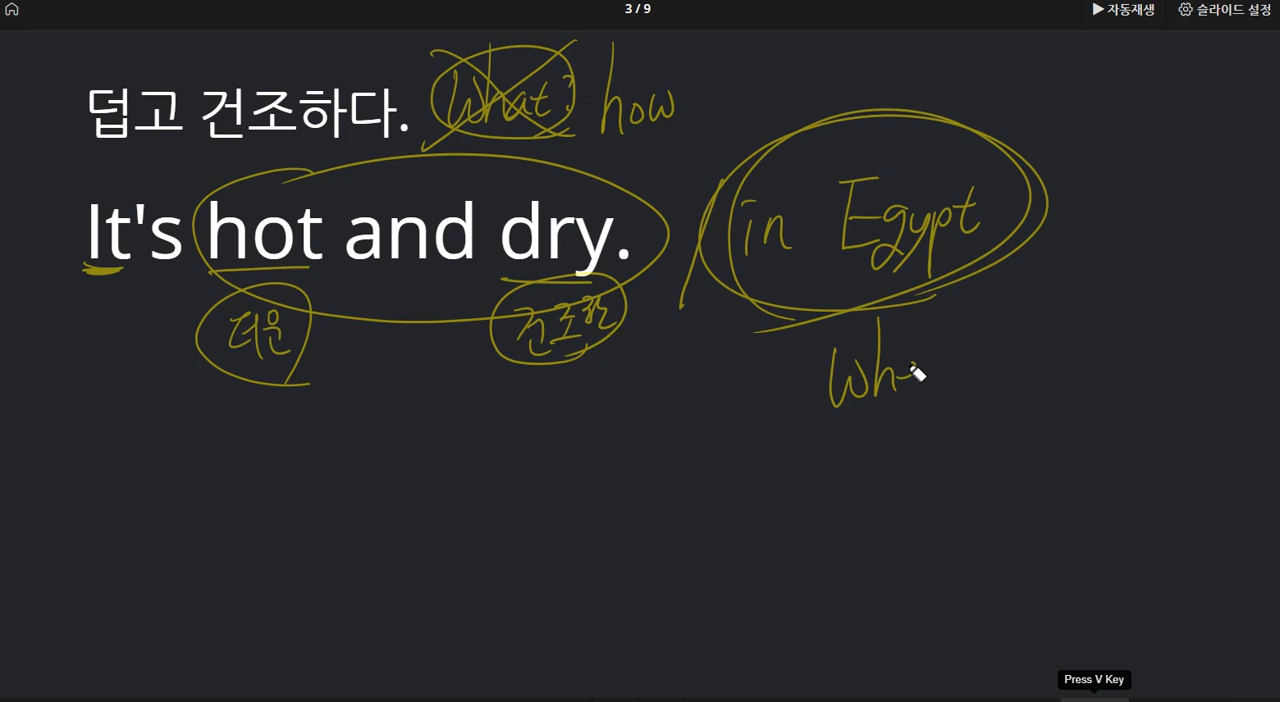 3 / 9
▶ 자동재생
슬라이드 설정
덥고 건조하다. What? how
It's hot and dry. in Egypt
더운 건조한
Wh
Press V Key